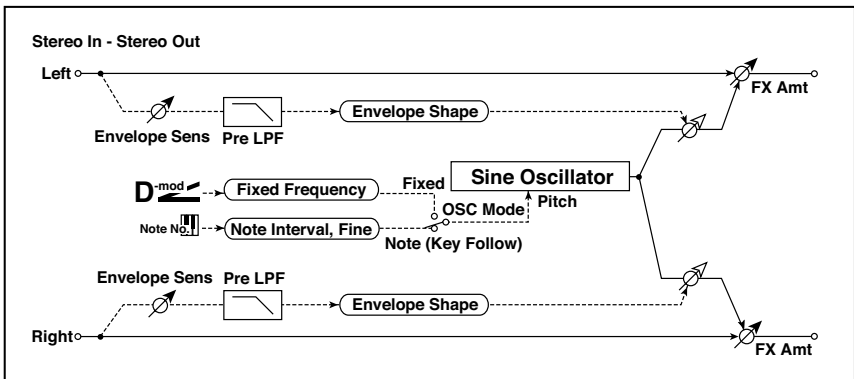 Stereo In - Stereo Out
Left
FX Amt
Envelope Sens
Pre LPF
Envelope Shape
D-mod
Fixed Frequency
Fixed
Sine Oscillator
OSC Mode
Pitch
Note No.
Note Interval, Fine
Note (Key Follow)
Envelope Sens
Pre LPF
Envelope Shape
Right
FX Amt